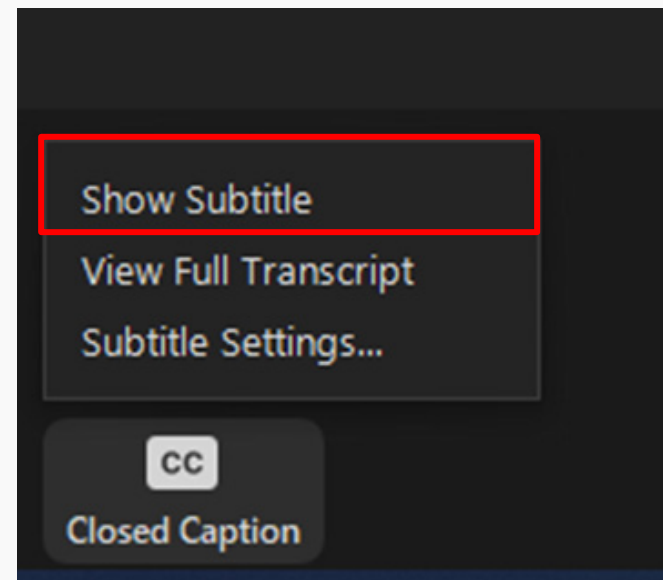 Show Subtitle
View Full Transcript
Subtitle Settings...
CC
Closed Caption